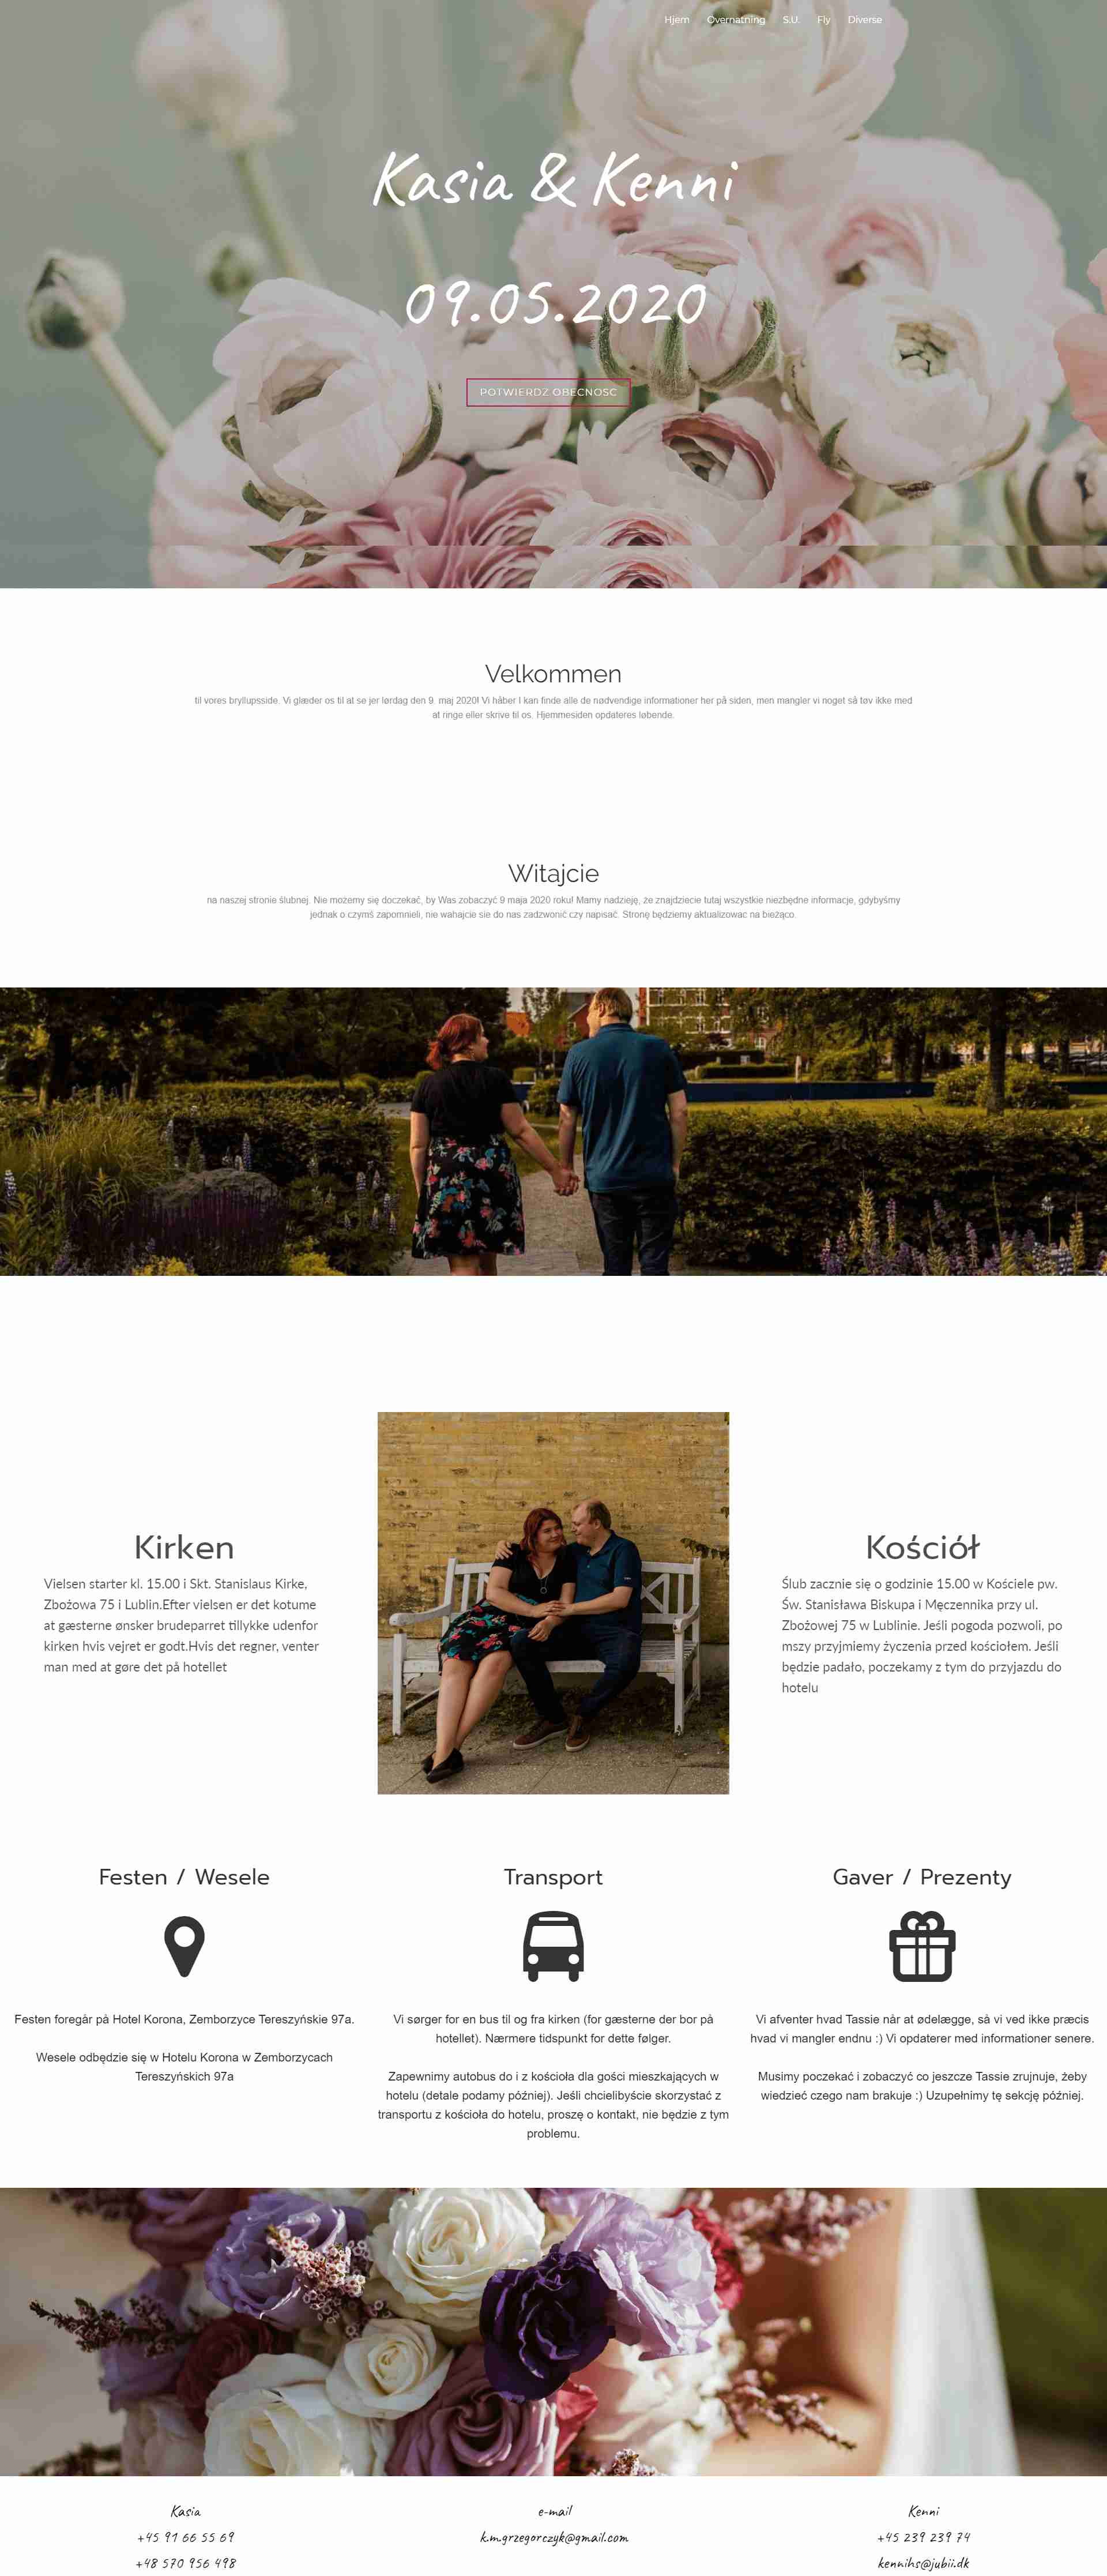 Hjem Overnatning S.U. Fly Diverse
Kasia & Kenni
09.05.2020
POTWIERDZ OBECNOSC
Velkommen
til vores bryllupsside. Vi glæder os til at se jer lørdag den 9. maj 2020! Vi håber I kan finde alle de nødvendige informationer her på siden, men mangler vi noget så tøv ikke med
at ringe eller skrive til os. Hjemmesiden opdateres løbende.
Witajcie
na naszej stronie ślubnej. Nie możemy się doczekać, by Was zobaczyć 9 maja 2020 roku! Mamy nadzieję, że znajdziecie tutaj wszystkie niezbędne informacje, gdybyśmy
jednak o czymś zapomnieli, nie wahajcie sie do nas zadzwonić czy napisać. Stronę będziemy aktualizowac na bieżąco.
Kirken
Vielsen starter kl. 15.00 i Skt. Stanislaus Kirke,
Zbożowa 75 i Lublin.Efter vielsen er det kotume
at gæsterne ønsker brudeparret tillykke udenfor
kirken hvis vejret er godt.Hvis det regner, venter
man med at gøre det på hotellet
Kościół
Ślub zacznie się o godzinie 15.00 w Kościele pw.
Św. Stanisława Biskupa i Męczennika przy ul.
Zbożowej 75 w Lublinie. Jeśli pogoda pozwoli, po
mszy przyjmiemy życzenia przed kościołem. Jeśli
będzie padało, poczekamy z tym do przyjazdu do
hotelu
Festen / Wesele
Festen foregår på Hotel Korona, Zemborzyce Tereszyńskie 97a.
Wesele odbędzie się w Hotelu Korona w Zemborzycach
Tereszyńskich 97a
Transport
Vi sørger for en bus til og fra kirken (for gæsterne der bor på
hotellet). Nærmere tidspunkt for dette følger.
Zapewnimy autobus do i z kościoła dla gości mieszkających w
hotelu (detale podamy później). Jeśli chcielibyście skorzystać z
transportu z kościoła do hotelu, proszę o kontakt, nie będzie z tym
problemu.
Gaver / Prezenty
Vi afventer hvad Tassie når at ødelægge, så vi ved ikke præcis
hvad vi mangler endnu :) Vi opdaterer med informationer senere.
Musimy poczekać i zobaczyć co jeszcze Tassie zrujnuje, żeby
wiedzieć czego nam brakuje :) Uzupełnimy tę sekcję później.
Kasia
+45 91 66 55 69
+48 570 956 498
e-mail
k.m.grzegorczyk@gmail.com
Kenni
+45 239 239 74
kennihs@jubii.dk